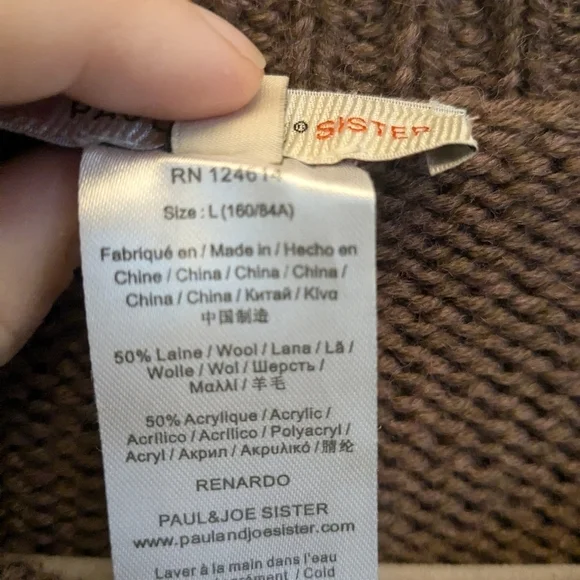 SISTER
RN 124614
Size : L (160/84A)
Fabriqué en / Made in / Hecho en
Chine / China / China / China /
China / China / Китай / Κίνα
中国制造
50% Laine / Wool / Lana / Lã /
Wolle / Wol / Шерсть /
Μαλλί / 羊毛
50% Acrylique / Acrylic /
Acrílico / Acrilico / Polyacryl /
Acryl / Акрил / Ακρυλικό / 腈纶
RENARDO
PAUL&JOE SISTER
www.paulandjoesister.com
Laver à la main dans l'eau
/ Cold